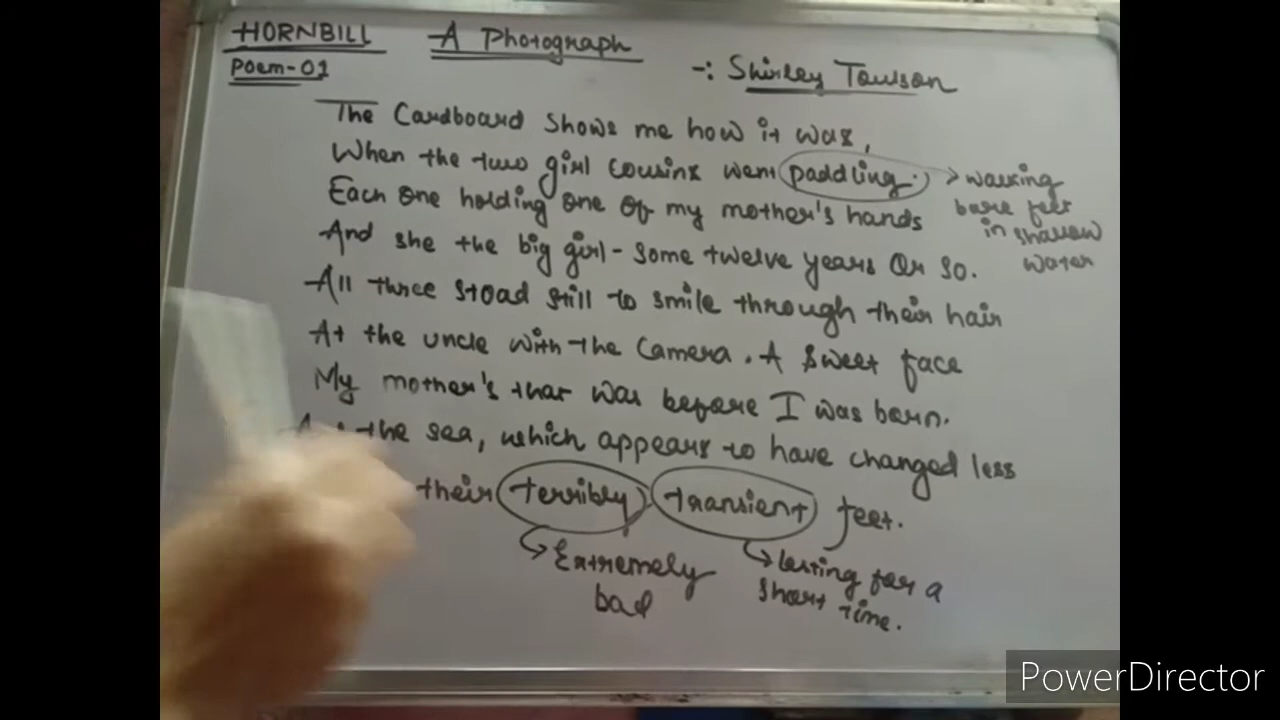 HORNBILL
A Photograph
Poem-01
-: Shirley Towlson
The Cardboard Shows me how it was,
When the two girl cousins went paddling.
Each one holding one of my mother's hands
And she the big girl - Some twelve years Or So.
All three stoad still to smile through their hair
At the uncle with the Camera. A Sweet face
My mother's that was before I was born.
the sea, which appears to have changed less
their terribly transient feet.
walking
bare feet
in shallow
water
Extremely
bad
lasting for a
Short time.
PowerDirector